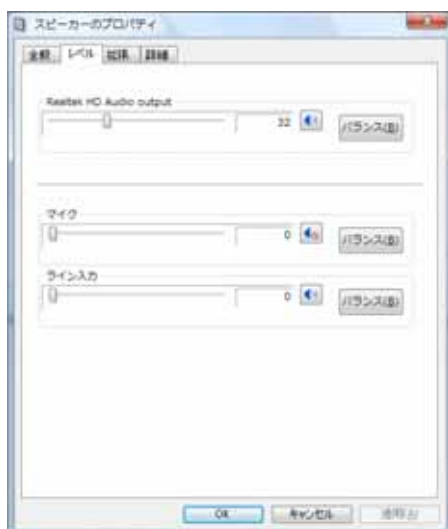 スピーカーのプロパティ
全般 レベル 拡張 詳細
Realtek HD Audio output
32 バランス(B)
マイク
0 バランス(B)
ライン入力
0 バランス(B)
OK キャンセル 適用(A)